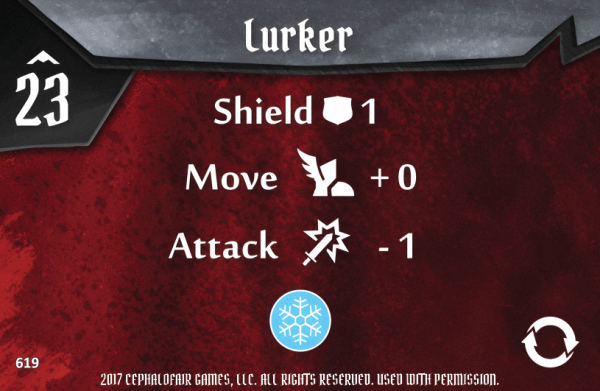 Lurker
23
Shield 1
Move + 0
Attack - 1
619
2017 CEPHALOFAIR GAMES, LLC. ALL RIGHTS RESERVED. USED WITH PERMISSION.